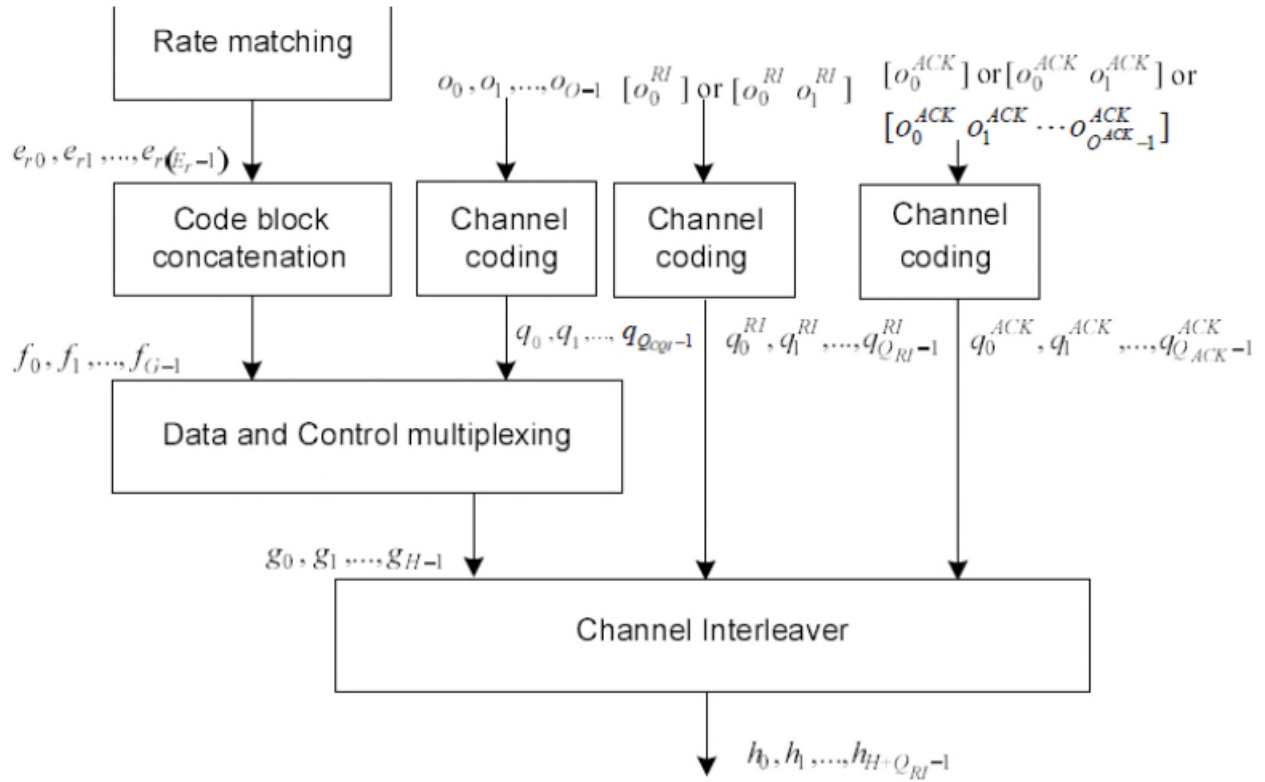 Rate matching
o_0, o_1, ..., o_{O-1} [o_0^{RI}] or [o_0^{RI} o_1^{RI}]
[o_0^{ACK}] or [o_0^{ACK} o_1^{ACK}] or
[o_0^{ACK} o_1^{ACK} ⋯ o_{O^{ACK}-1}^{ACK}]
e_{r0}, e_{r1}, ..., e_{r(E_r-1)}
Code block
concatenation
Channel
coding
Channel
coding
Channel
coding
f_0, f_1, ..., f_{G-1}
q_0, q_1, ..., q_{Q_{CQI}-1}
q_0^{RI}, q_1^{RI}, ..., q_{Q_{RI}-1}^{RI}
q_0^{ACK}, q_1^{ACK}, ..., q_{Q_{ACK}-1}^{ACK}
Data and Control multiplexing
g_0, g_1, ..., g_{H-1}
Channel Interleaver
h_0, h_1, ..., h_{H+Q_{RI}-1}